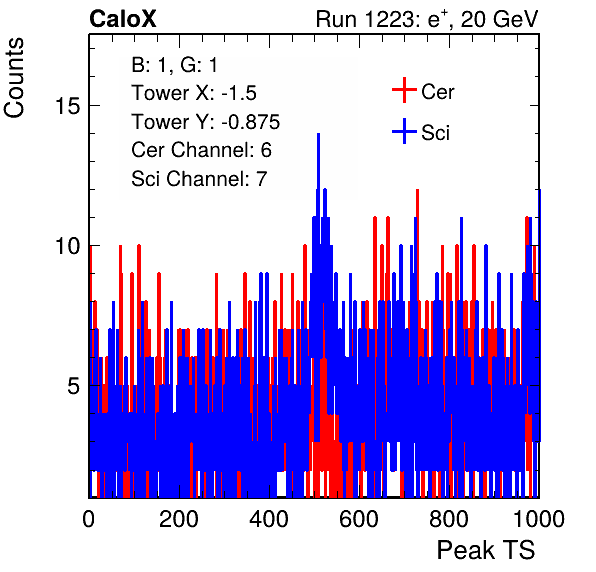 CaloX Run 1223: e⁺, 20 GeV
Counts
B: 1, G: 1
Tower X: -1.5
Tower Y: -0.875
Cer Channel: 6
Sci Channel: 7
Cer
Sci
15
10
5
0 200 400 600 800 1000
Peak TS